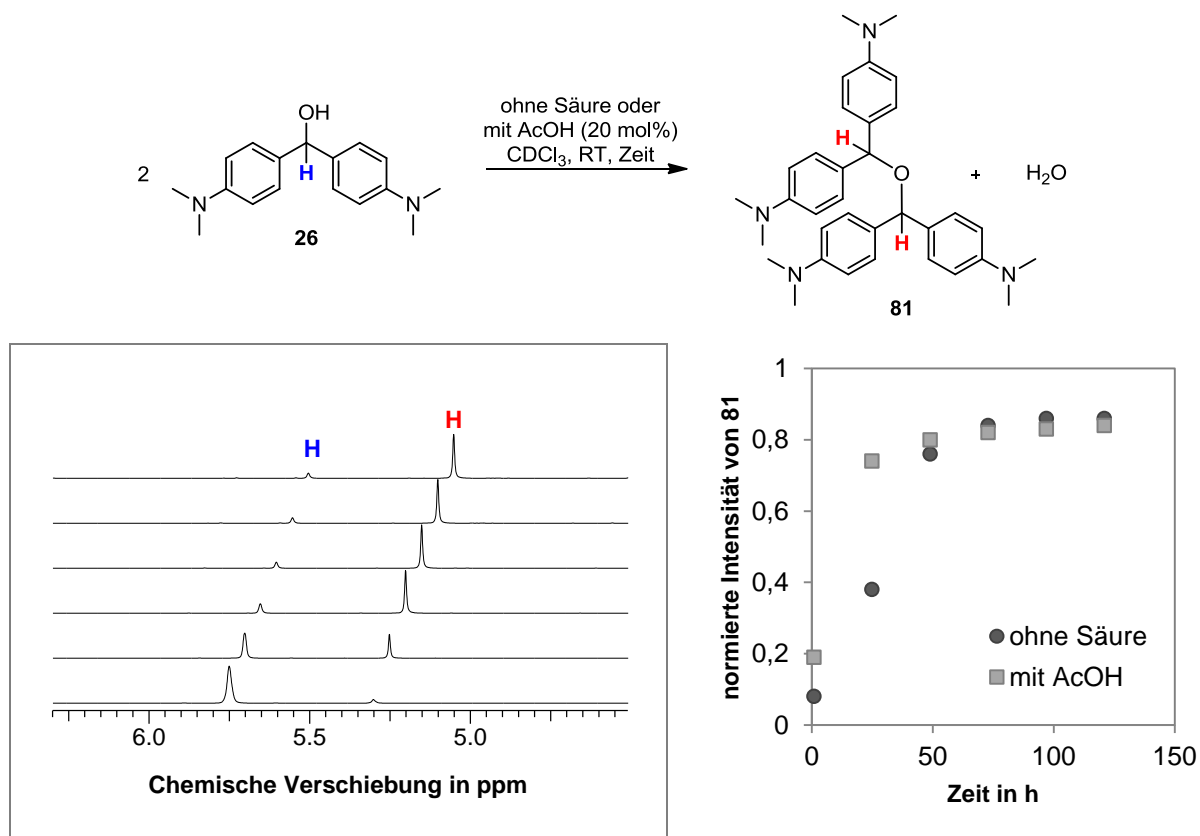 N
OH
ohne Säure oder
mit AcOH (20 mol%)
CDCl3, RT, Zeit
H
O
2
H
+
H2O
N
N
N
H
N
N
26
81
H
H
6.0
5.5
5.0
Chemische Verschiebung in ppm
normierte Intensität von 81
1
0,8
0,6
0,4
0,2
0
ohne Säure
mit AcOH
0
50
100
150
Zeit in h